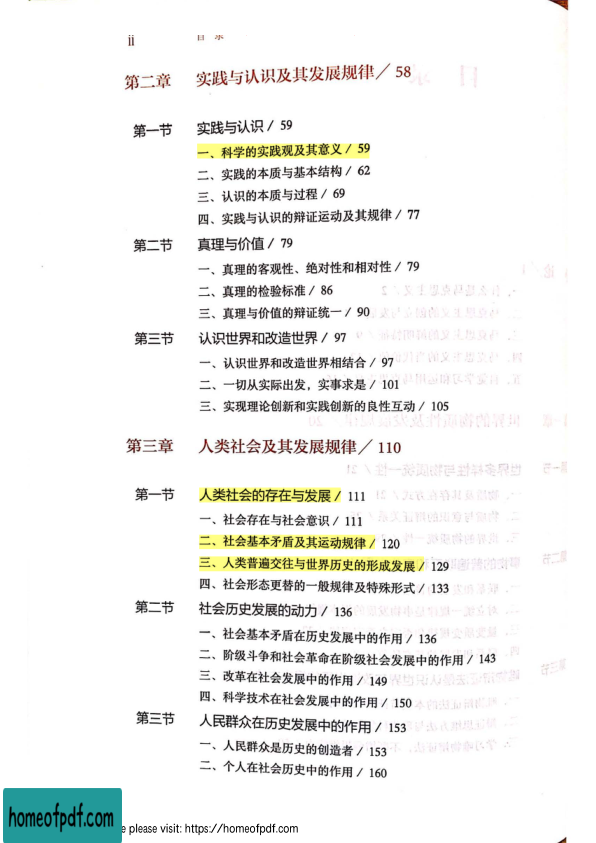 ii 目 录
第二章 实践与认识及其发展规律／58
第一节 实践与认识 / 59
一、科学的实践观及其意义 / 59
二、实践的本质与基本结构 / 62
三、认识的本质与过程 / 69
四、实践与认识的辩证运动及其规律 / 77
第二节 真理与价值 / 79
一、真理的客观性、绝对性和相对性 / 79
二、真理的检验标准 / 86
三、真理与价值的辩证统一 / 90
第三节 认识世界和改造世界 / 97
一、认识世界和改造世界相结合 / 97
二、一切从实际出发，实事求是 / 101
三、实现理论创新和实践创新的良性互动 / 105
第三章 人类社会及其发展规律／110
第一节 人类社会的存在与发展 / 111
一、社会存在与社会意识 / 111
二、社会基本矛盾及其运动规律 / 120
三、人类普遍交往与世界历史的形成发展 / 129
四、社会形态更替的一般规律及特殊形式 / 133
第二节 社会历史发展的动力 / 136
一、社会基本矛盾在历史发展中的作用 / 136
二、阶级斗争和社会革命在阶级社会发展中的作用 / 143
三、改革在社会发展中的作用 / 149
四、科学技术在社会发展中的作用 / 150
第三节 人民群众在历史发展中的作用 / 153
一、人民群众是历史的创造者 / 153
二、个人在社会历史中的作用 / 160
homeofpdf.com
e please visit: https://homeofpdf.com